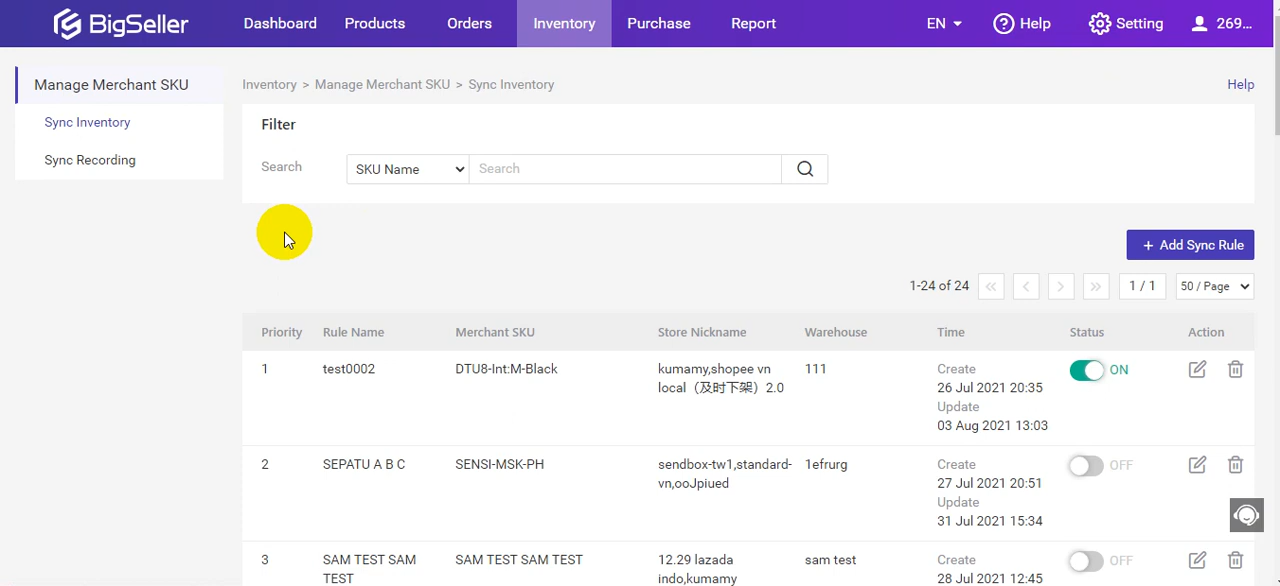 BigSeller Dashboard Products Orders Inventory Purchase Report EN Help Setting 269...
Manage Merchant SKU
Sync Inventory
Sync Recording
Inventory > Manage Merchant SKU > Sync Inventory Help
Filter
Search SKU Name Search
+ Add Sync Rule
1-24 of 24 « < > » 1 / 1 50 / Page
Priority Rule Name Merchant SKU Store Nickname Warehouse Time Status Action
1 test0002 DTU8-Int:M-Black kumamy,shopee vn 111 Create ON
local（及时下架）2.0 26 Jul 2021 20:35
Update
03 Aug 2021 13:03
2 SEPATU A B C SENSI-MSK-PH sendbox-tw1,standard- 1efrurg Create OFF
vn,ooJpiued 27 Jul 2021 20:51
Update
31 Jul 2021 15:34
3 SAM TEST SAM SAM TEST SAM TEST 12.29 lazada sam test Create OFF
TEST indo,kumamy 28 Jul 2021 12:45